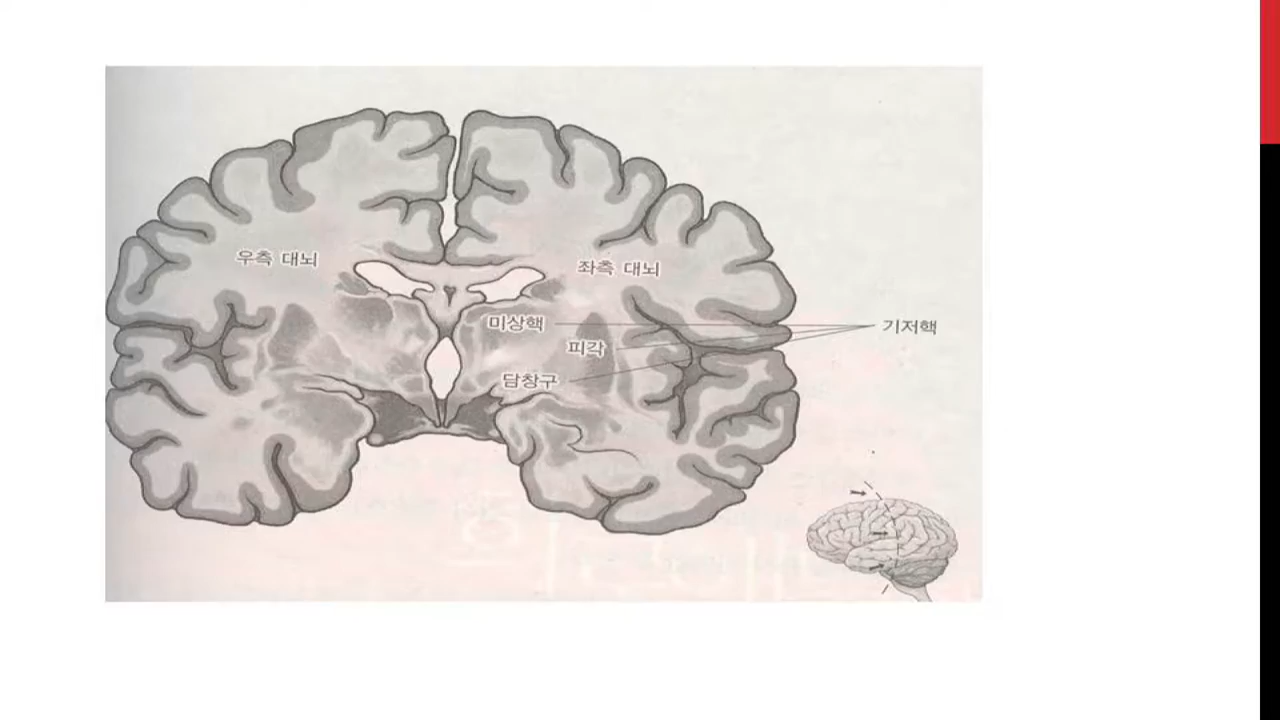 우측 대뇌
좌측 대뇌
미상핵
기저핵
피각
담창구